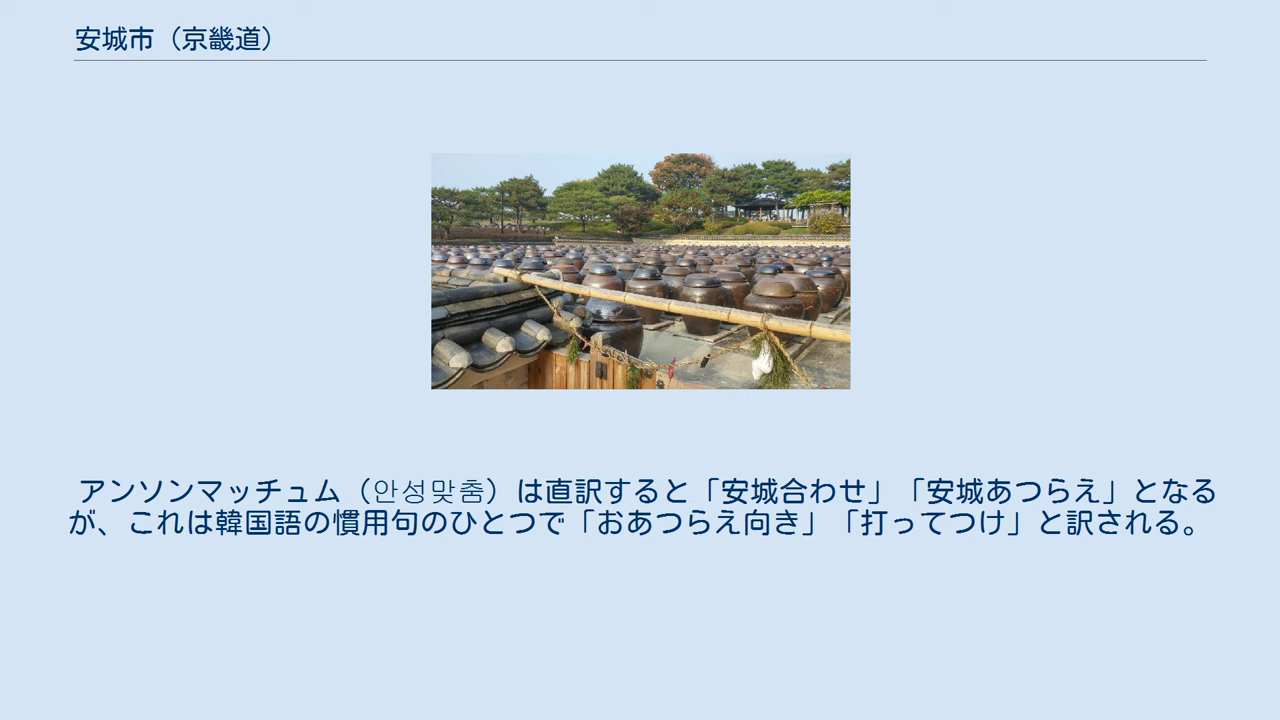 安城市（京畿道）
アンソンマッチュム（안성맞춤）は直訳すると「安城合わせ」「安城あつらえ」となる
が、これは韓国語の慣用句のひとつで「おあつらえ向き」「打ってつけ」と訳される。